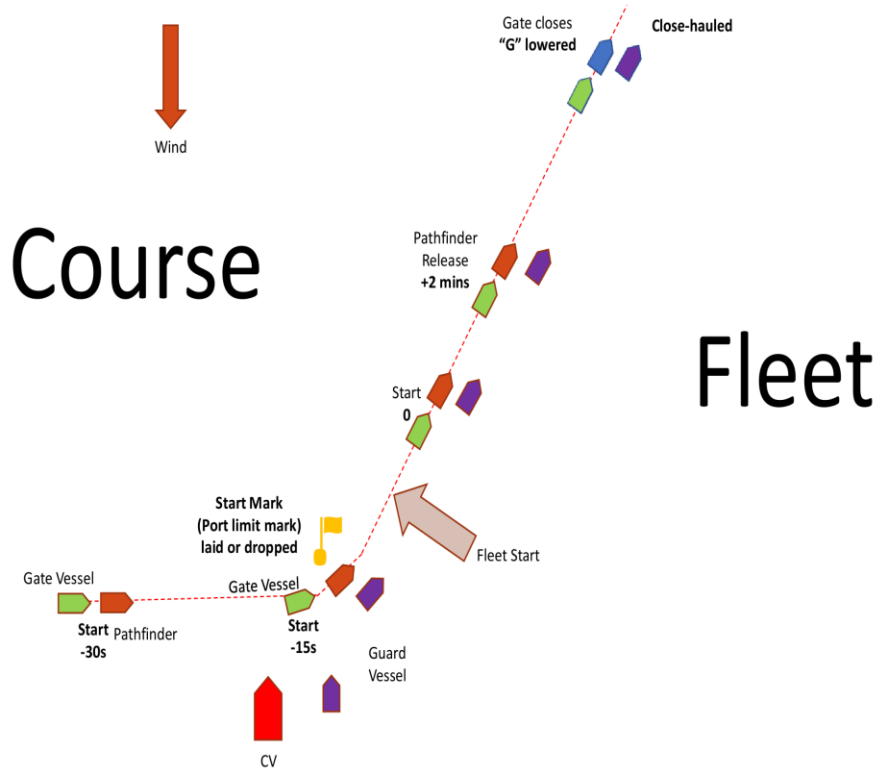 Gate closes
“G” lowered
Close-hauled
Wind
Course
Pathfinder
Release
+2 mins
Fleet
Start
0
Start Mark
(Port limit mark)
laid or dropped
Fleet Start
Gate Vessel
Gate Vessel
Start
-30s
Pathfinder
Start
-15s
Guard
Vessel
CV